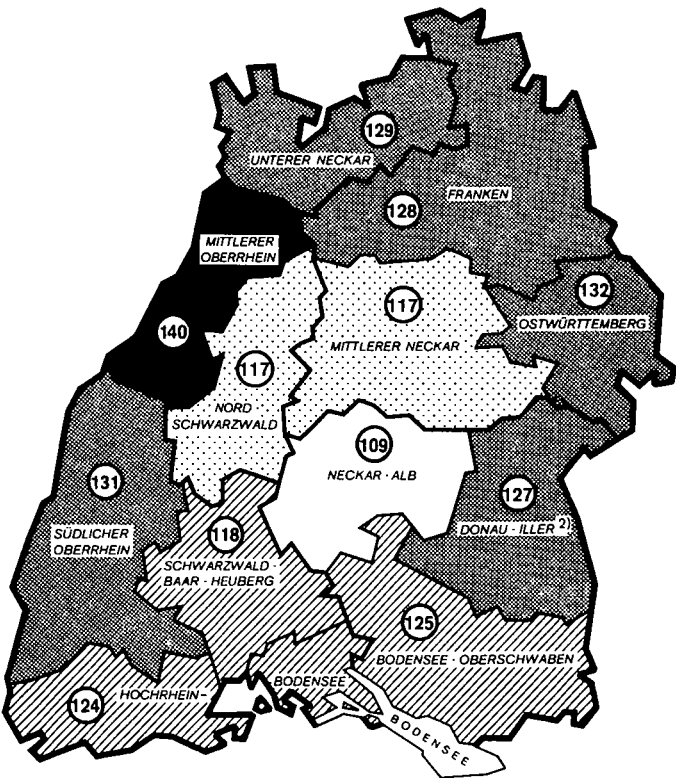 129
UNTERER NECKAR
FRANKEN
128
MITTLERER
OBERRHEIN
132
117
OSTWÜRTTEMBERG
140
MITTLERER NECKAR
117
NORD
SCHWARZWALD
109
NECKAR - ALB
131
127
SÜDLICHER
OBERRHEIN
DONAU - ILLER 2)
118
SCHWARZWALD -
BAAR - HEUBERG
125
BODENSEE - OBERSCHWABEN
BODENSEE
HOCHRHEIN -
124
BODENSEE